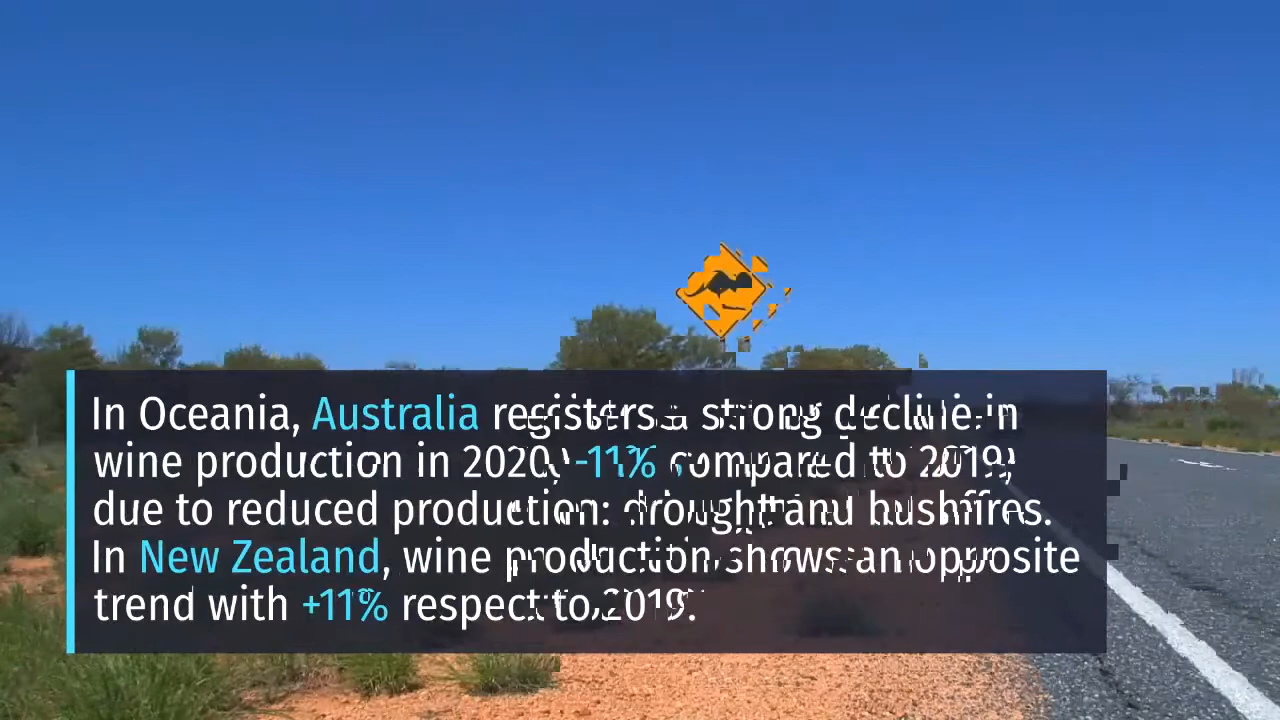 In Oceania, Australia registers a strong decline in
wine production in 2020, -11% compared to 2019,
due to reduced production: drought and bushfires.
In New Zealand, wine production shows an opposite
trend with +11% respect to 2019.